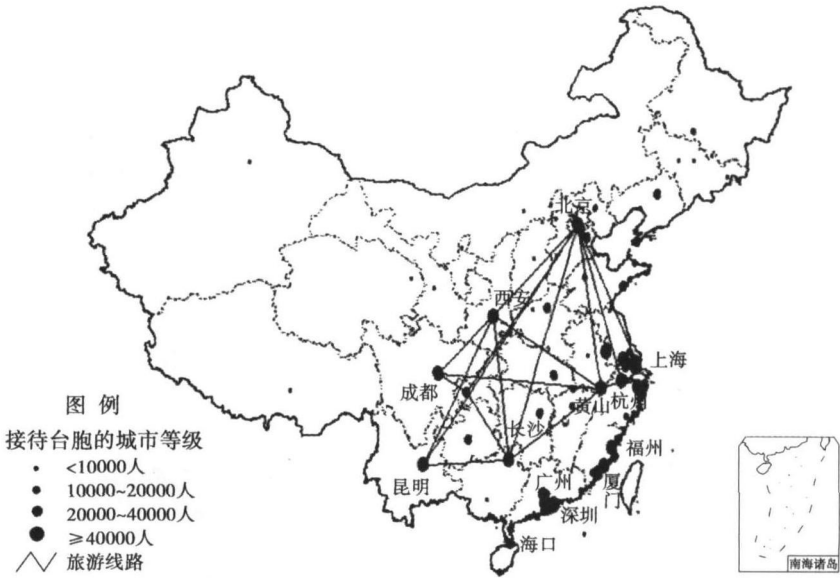 北京
西安
上海
成都
黄山
杭州
长沙
福州
昆明
广州
厦门
深圳
海口
图 例
接待台胞的城市等级
<10000人
10000~20000人
20000~40000人
≥40000人
旅游线路
南海诸岛